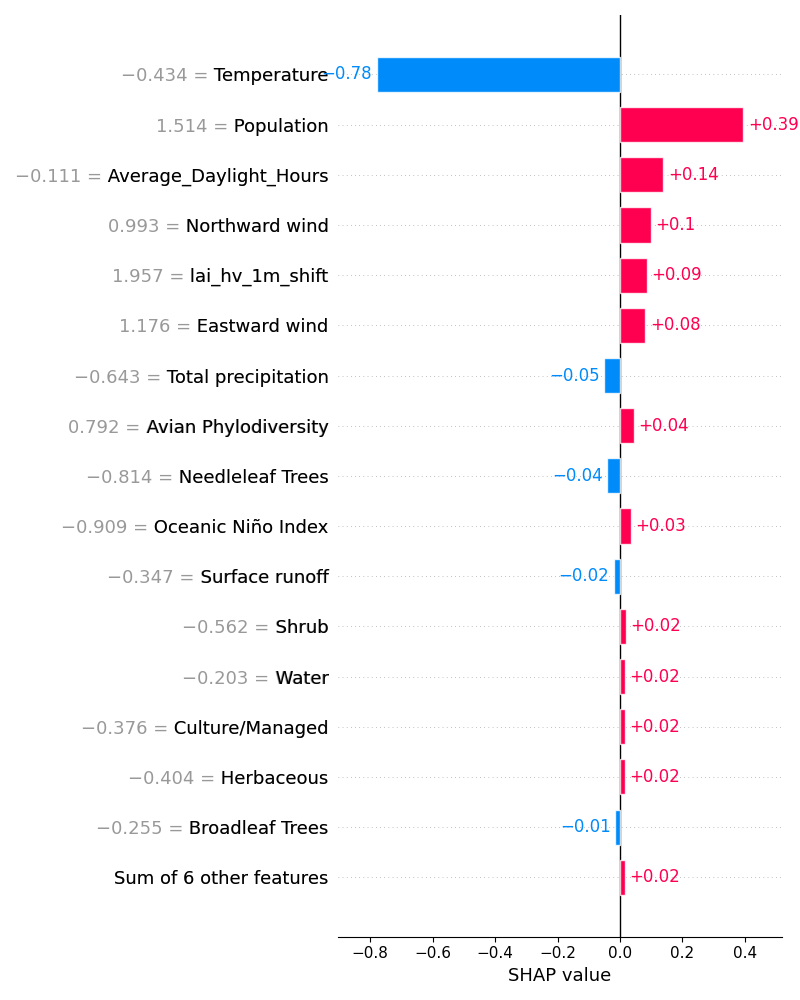 −0.434 = Temperature −0.78
1.514 = Population +0.39
−0.111 = Average_Daylight_Hours +0.14
0.993 = Northward wind +0.1
1.957 = lai_hv_1m_shift +0.09
1.176 = Eastward wind +0.08
−0.643 = Total precipitation −0.05
0.792 = Avian Phylodiversity +0.04
−0.814 = Needleleaf Trees −0.04
−0.909 = Oceanic Niño Index +0.03
−0.347 = Surface runoff −0.02
−0.562 = Shrub +0.02
−0.203 = Water +0.02
−0.376 = Culture/Managed +0.02
−0.404 = Herbaceous +0.02
−0.255 = Broadleaf Trees −0.01
Sum of 6 other features +0.02
−0.8 −0.6 −0.4 −0.2 0.0 0.2 0.4
SHAP value